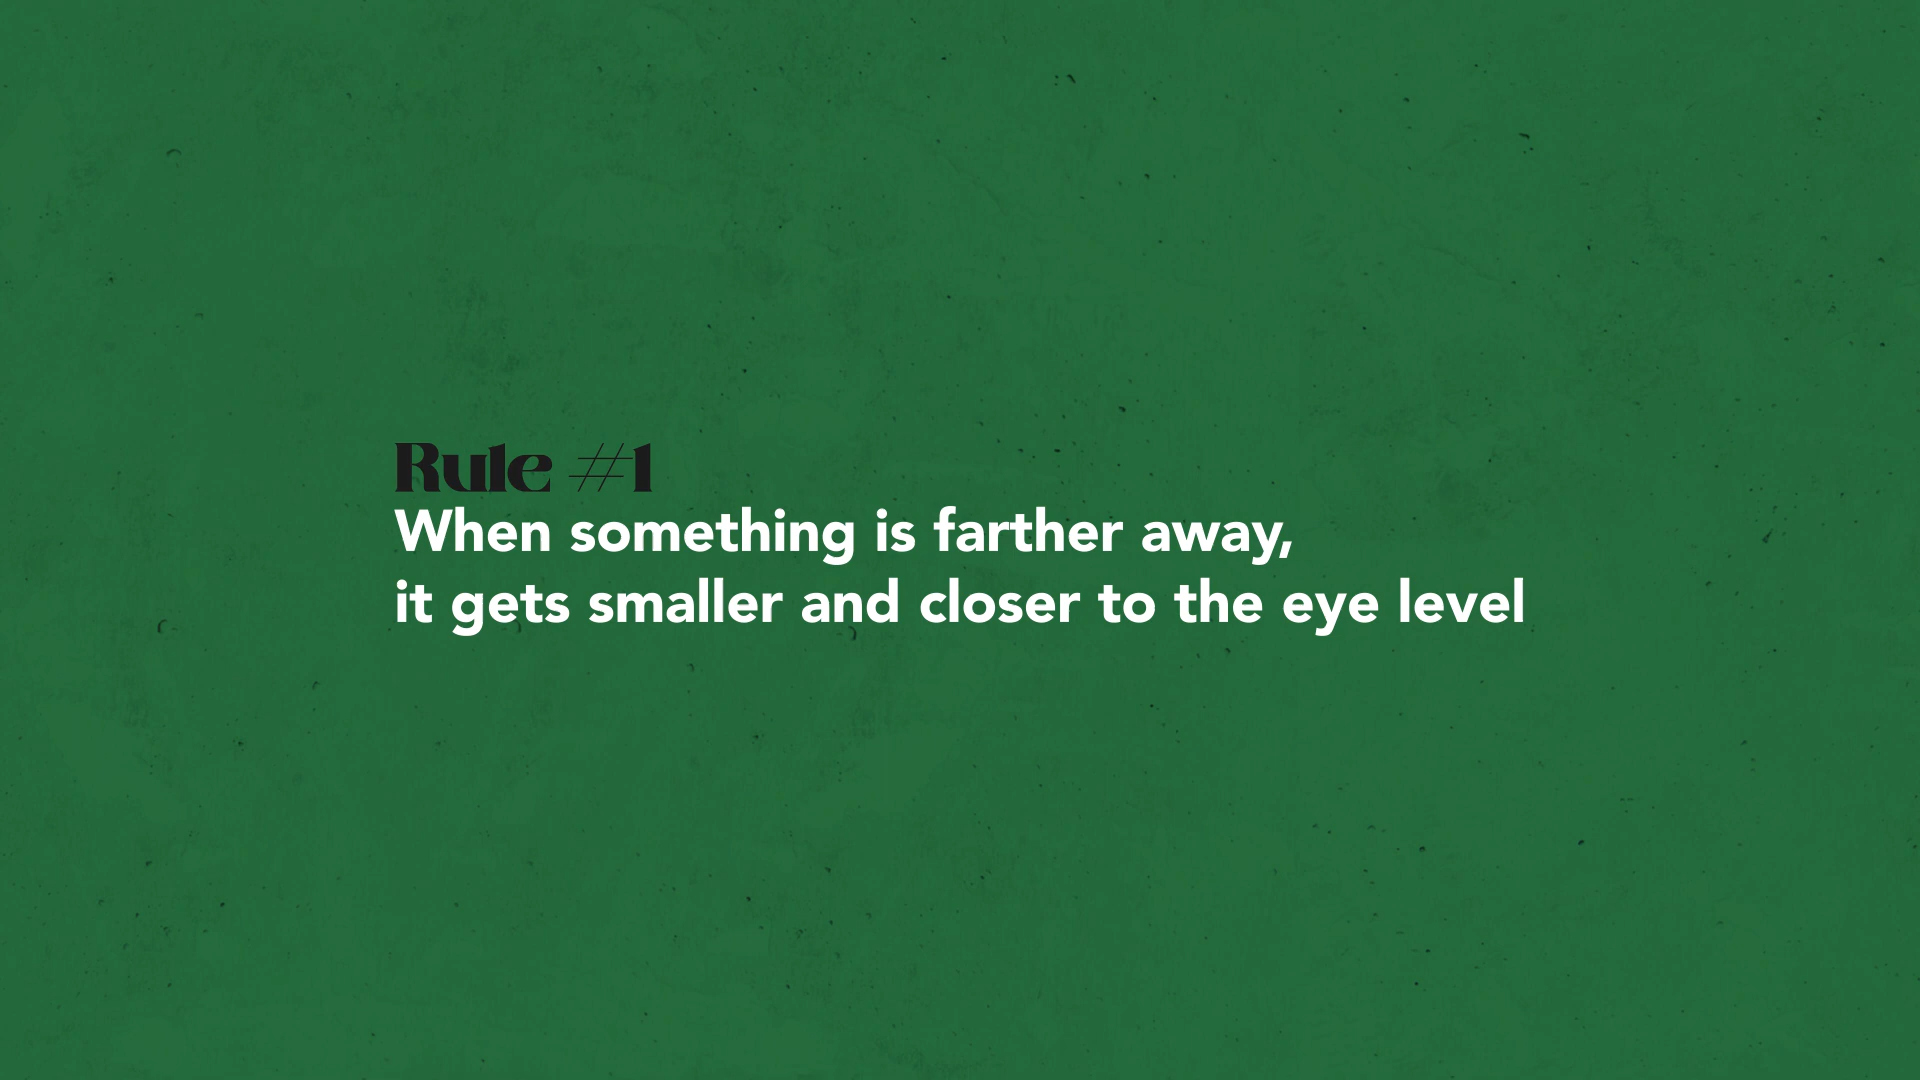 Rule #1
When something is farther away,
it gets smaller and closer to the eye level